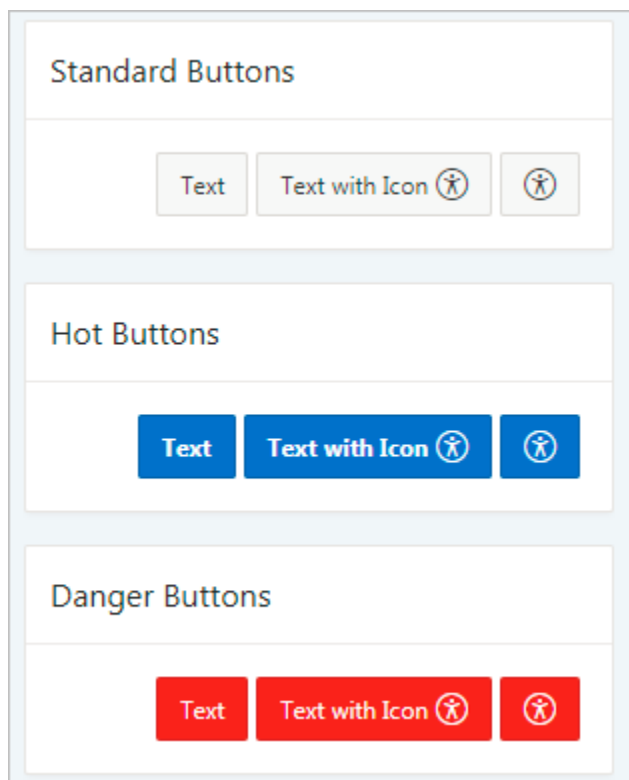 Standard Buttons
Text Text with Icon
Hot Buttons
Text Text with Icon
Danger Buttons
Text Text with Icon